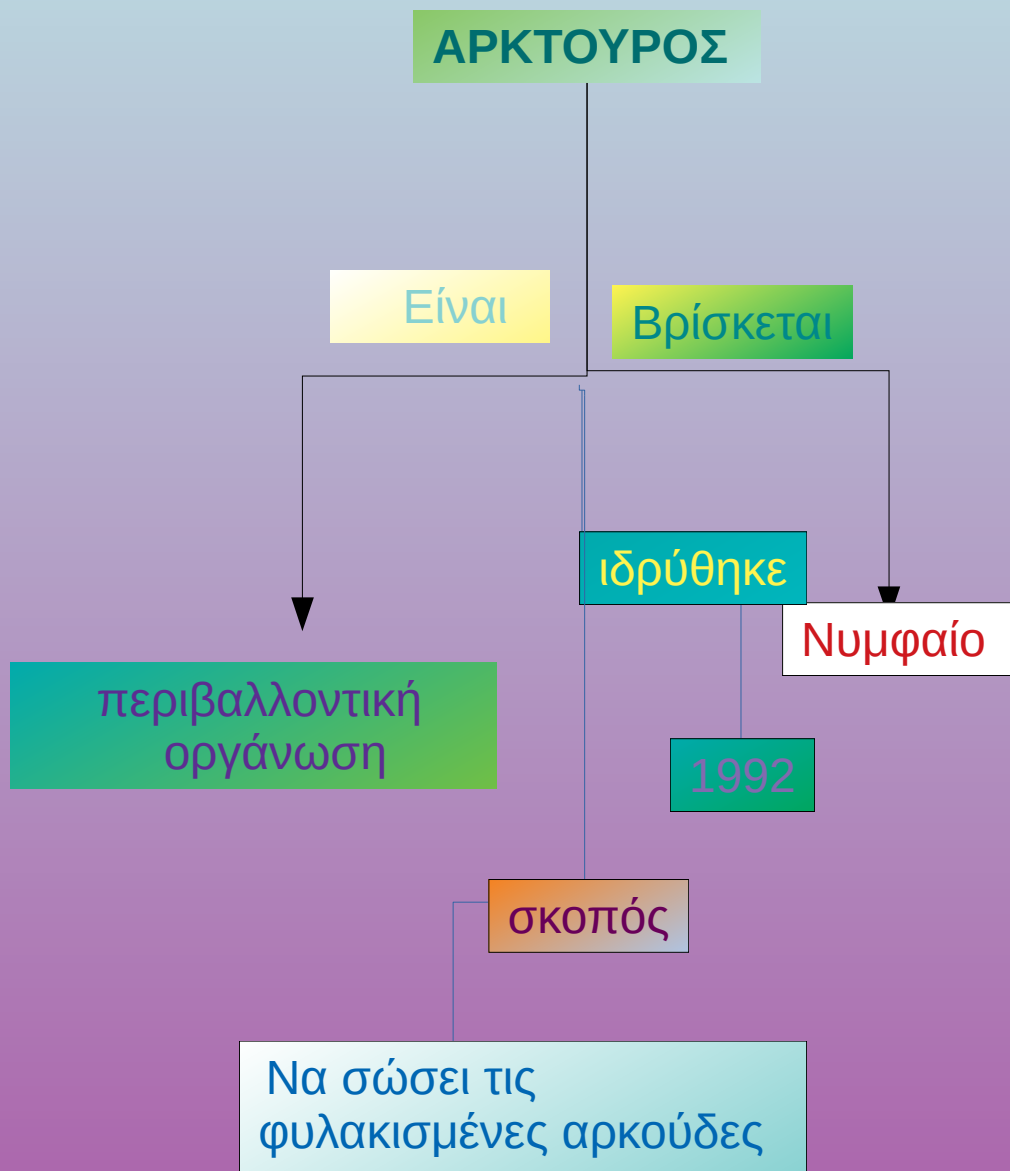 ΑΡΚΤΟΥΡΟΣ
Είναι
Βρίσκεται
ιδρύθηκε
Νυμφαίο
περιβαλλοντική
οργάνωση
1992
σκοπός
Να σώσει τις
φυλακισμένες αρκούδες